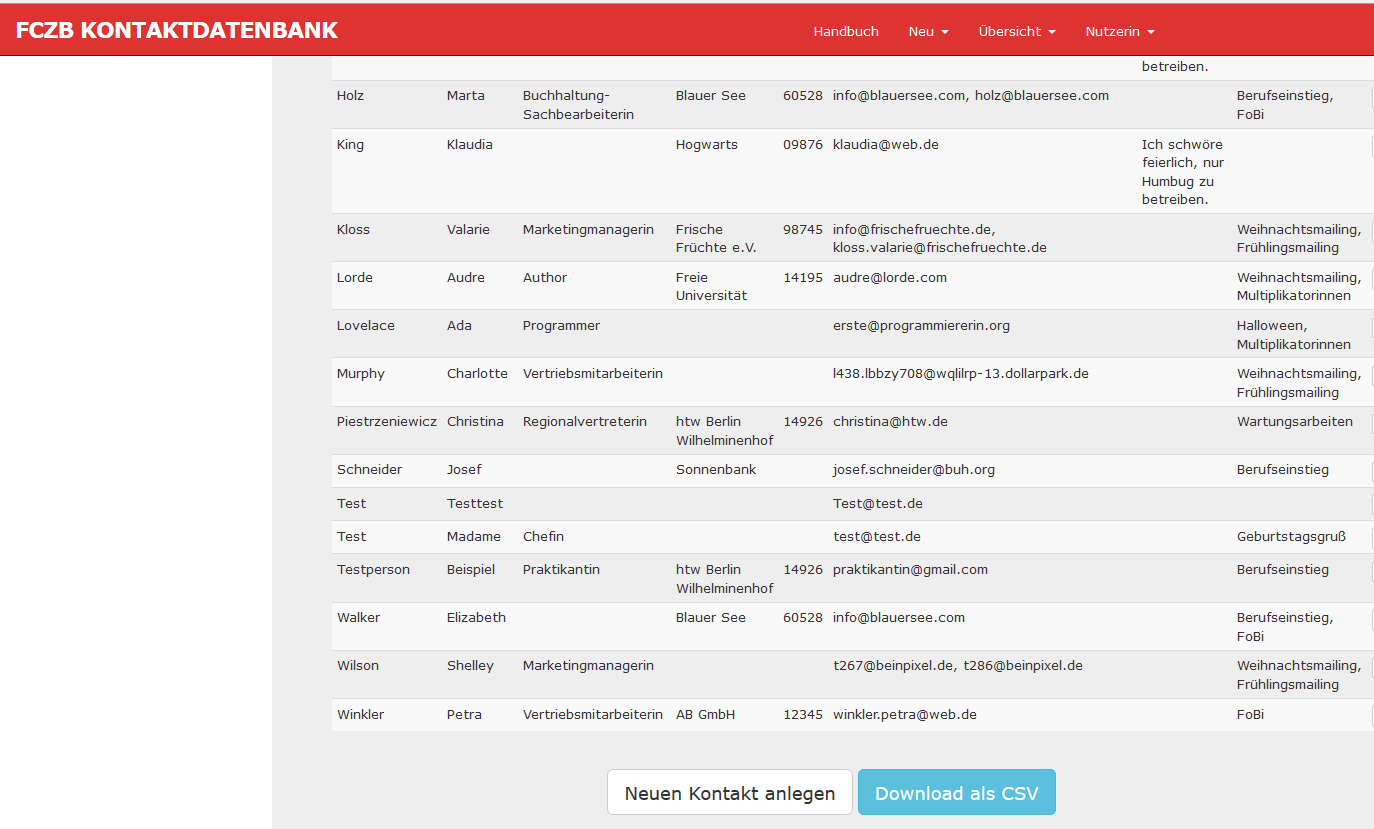 FCZB KONTAKTDATENBANK Handbuch Neu Übersicht Nutzerin
betreiben.
Holz Marta Buchhaltung- Blauer See 60528 info@blauersee.com, holz@blauersee.com Berufseinstieg,
Sachbearbeiterin FoBi
King Klaudia Hogwarts 09876 klaudia@web.de Ich schwöre
feierlich, nur
Humbug zu
betreiben.
Kloss Valarie Marketingmanagerin Frische 98745 info@frischefruechte.de, Weihnachtsmailing,
Früchte e.V. kloss.valarie@frischefruechte.de Frühlingsmailing
Lorde Audre Author Freie 14195 audre@lorde.com Weihnachtsmailing,
Universität Multiplikatorinnen
Lovelace Ada Programmer erste@programmiererin.org Halloween,
Multiplikatorinnen
Murphy Charlotte Vertriebsmitarbeiterin l438.lbbzy708@wqlilrp-13.dollarpark.de Weihnachtsmailing,
Frühlingsmailing
Piestrzeniewicz Christina Regionalvertreterin htw Berlin 14926 christina@htw.de Wartungsarbeiten
Wilhelminenhof
Schneider Josef Sonnenbank josef.schneider@buh.org Berufseinstieg
Test Testtest Test@test.de
Test Madame Chefin test@test.de Geburtstagsgruß
Testperson Beispiel Praktikantin htw Berlin 14926 praktikantin@gmail.com Berufseinstieg
Wilhelminenhof
Walker Elizabeth Blauer See 60528 info@blauersee.com Berufseinstieg,
FoBi
Wilson Shelley Marketingmanagerin t267@beinpixel.de, t286@beinpixel.de Weihnachtsmailing,
Frühlingsmailing
Winkler Petra Vertriebsmitarbeiterin AB GmbH 12345 winkler.petra@web.de FoBi
Neuen Kontakt anlegen Download als CSV